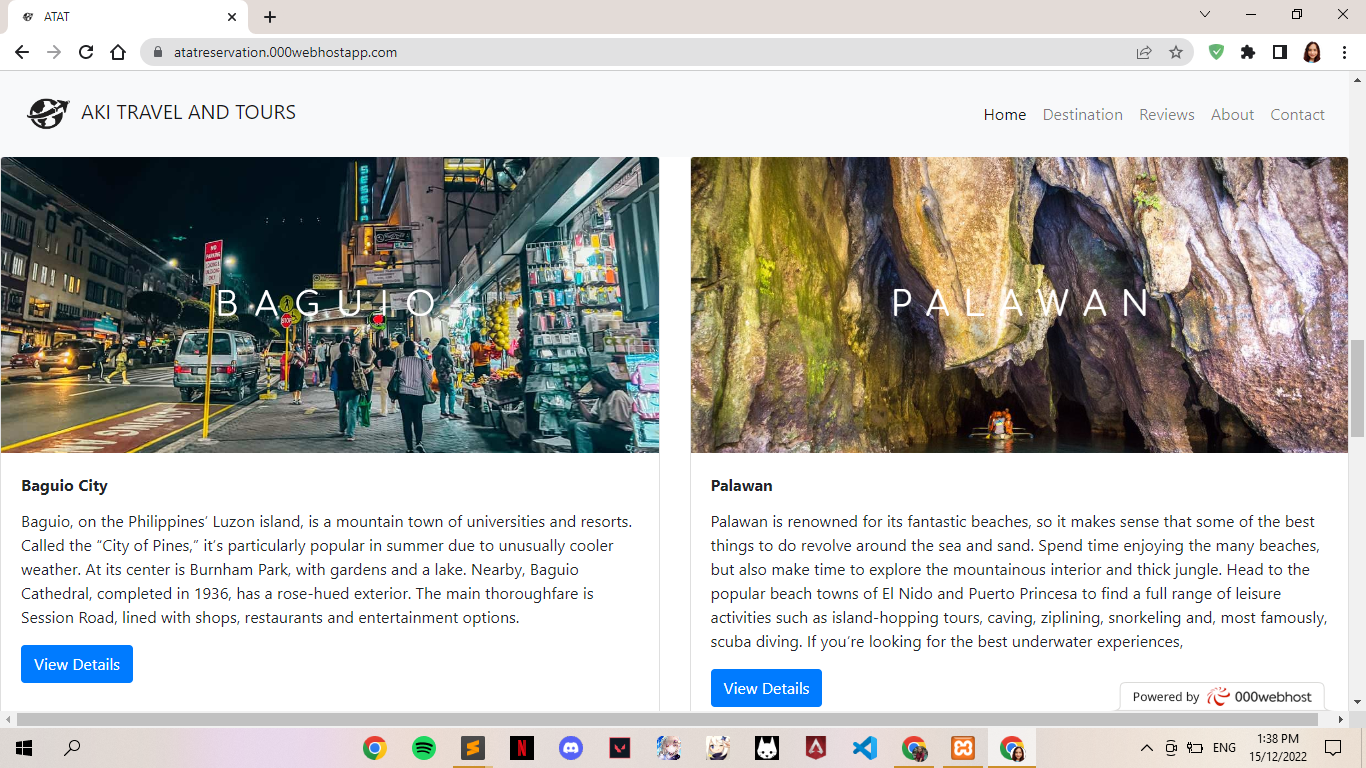 ATAT
atatreservation.000webhostapp.com
AKI TRAVEL AND TOURS
Home Destination Reviews About Contact
SESSIO
NO
PARKING
LOADING &
UNLOADING
ONLY
STOP
BAGUIO
PALAWAN
Baguio City
Baguio, on the Philippines’ Luzon island, is a mountain town of universities and resorts.
Called the “City of Pines,” it’s particularly popular in summer due to unusually cooler
weather. At its center is Burnham Park, with gardens and a lake. Nearby, Baguio
Cathedral, completed in 1936, has a rose-hued exterior. The main thoroughfare is
Session Road, lined with shops, restaurants and entertainment options.
View Details
Palawan
Palawan is renowned for its fantastic beaches, so it makes sense that some of the best
things to do revolve around the sea and sand. Spend time enjoying the many beaches,
but also make time to explore the mountainous interior and thick jungle. Head to the
popular beach towns of El Nido and Puerto Princesa to find a full range of leisure
activities such as island-hopping tours, caving, ziplining, snorkeling and, most famously,
scuba diving. If you’re looking for the best underwater experiences,
View Details
Powered by 000webhost
ENG
1:38 PM
15/12/2022